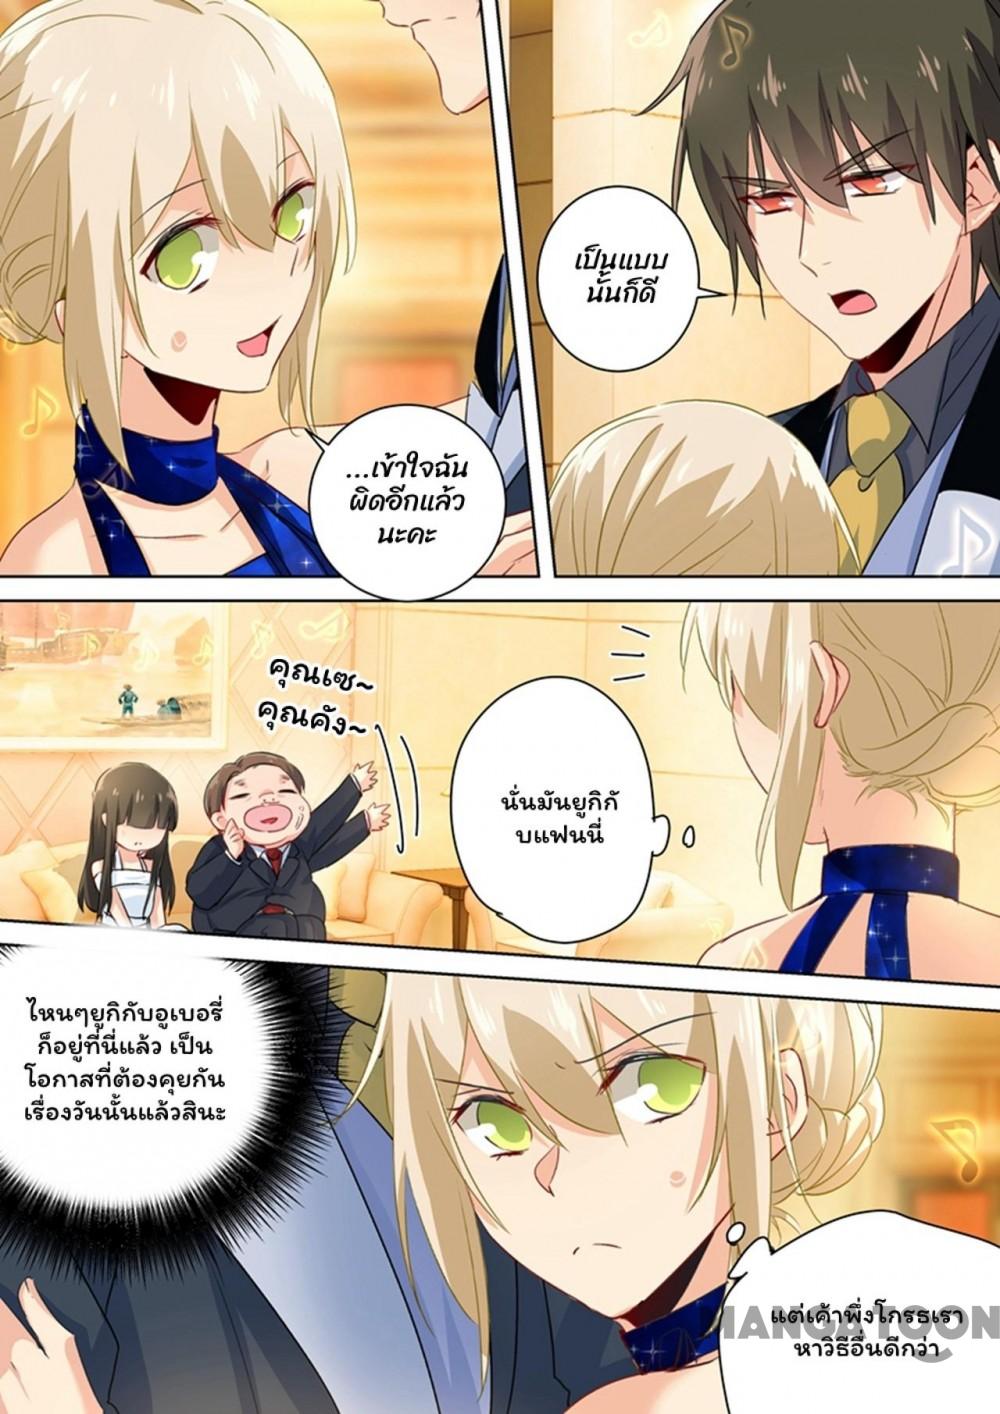 เป็นแบบ
นั้นก็ดี
...เข้าใจฉัน
ผิดอีกแล้ว
นะคะ
คุณเซ~
คุณคัง~
นั่นมันยูกิกั
บแฟนนี่
ไหนๆยูกิกับอูเบอรี่
ก็อยู่ที่นี่แล้ว เป็น
โอกาสที่ต้องคุยกัน
เรื่องวันนั้นแล้วสินะ
แต่เค้าพึ่งโกรธเรา
หาวิธีอื่นดีกว่า
MANGATOON